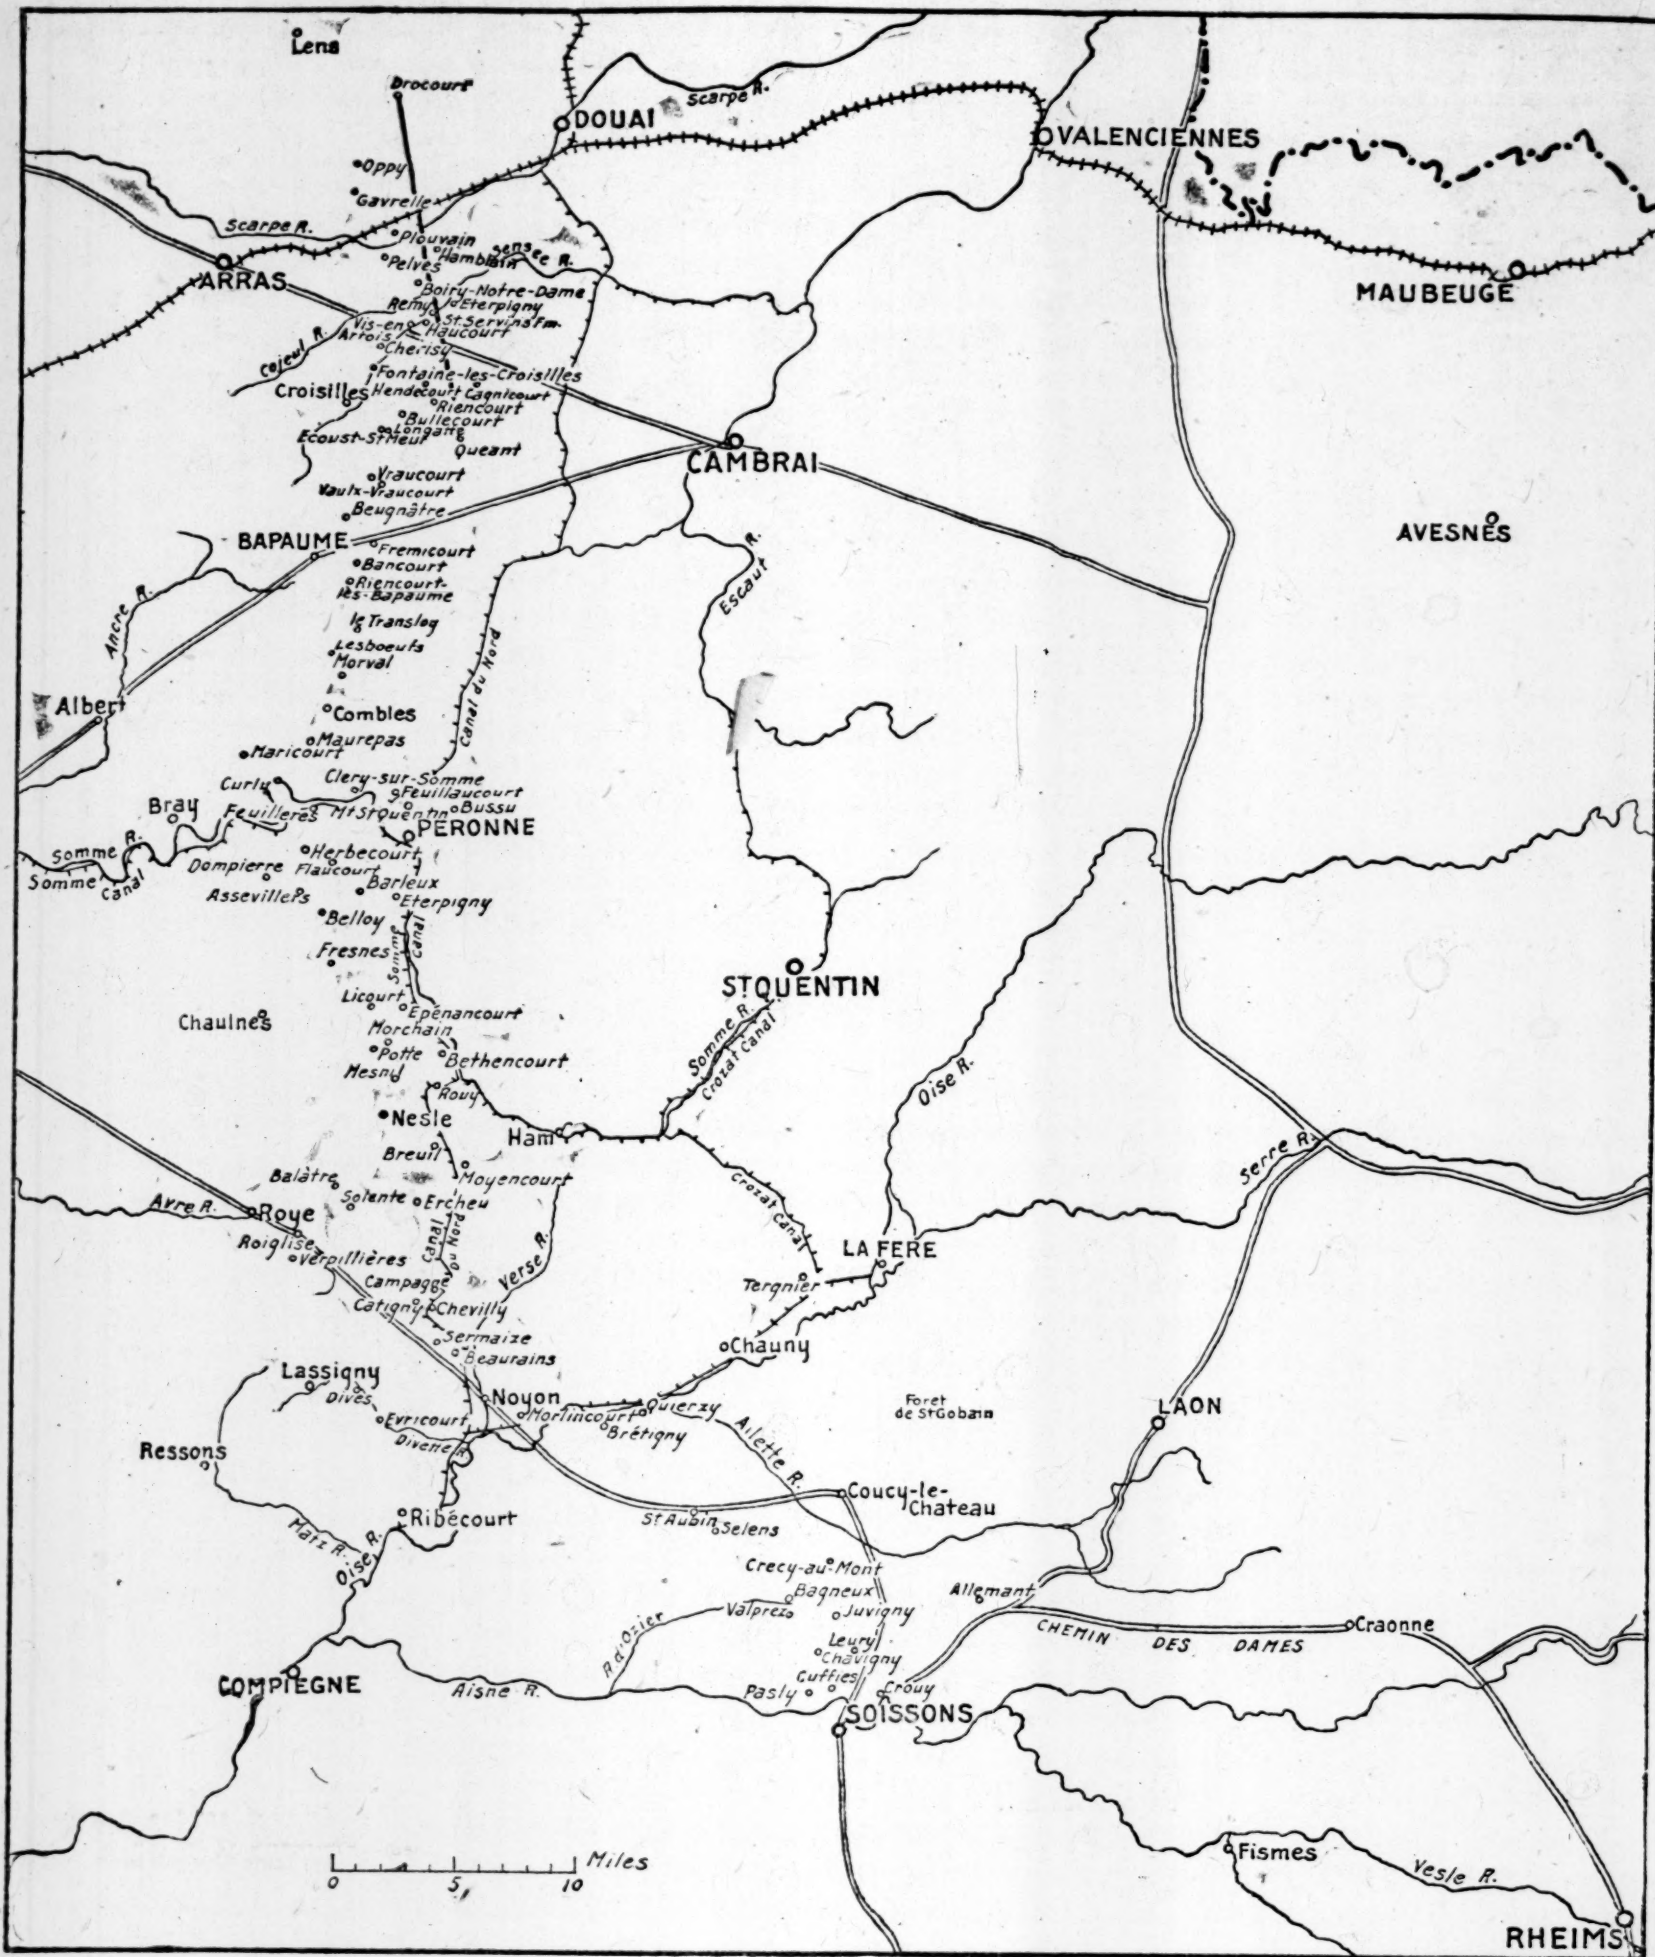 Lens
Drocourt
DOUAI
Scarpe R.
VALENCIENNES
Oppy
Gavrelle
Scarpe R.
Plouvain
Hamblain
Sensee R.
Pelves
ARRAS
MAUBEUGE
Boiry-Notre-Dame
Remy
Eterpigny
Vis-en
Artois
St. Servins Fm.
Haucourt
Cherisy
Cojeul R.
Fontaine-les-Croisilles
Croisilles
Hendecourt
Cagnicourt
Riencourt
Bullecourt
Longatte
Ecoust-St Meuf
Queant
CAMBRAI
Vraucourt
Vaulx-Vraucourt
Beugnâtre
AVESNES
BAPAUME
Fremicourt
Bancourt
Riencourt-
lès-Bapaume
Ancre R.
Escaut R.
le Transloy
Lesboeufs
Morval
Canal du Nord
Albert
Combles
Maurepas
Maricourt
Curlu
Clery-sur-Somme
Feuillaucourt
Bray
Feuilleres
Mt St Quentin
Bussu
PERONNE
Somme R.
Somme Canal
Herbecourt
Dompierre
Flaucourt
Barleux
Assevillers
Eterpigny
Belloy
Fresnes
Somme Canal
ST QUENTIN
Licourt
Epénancourt
Chaulnes
Morchain
Potte
Bethencourt
Mesnil
Somme R.
Crozat Canal
Oise R.
Rouy
Nesle
Ham
Breuil
Serre R.
Moyencourt
Balâtre
Solente
Ercheu
Crozat Canal
Avre R.
Roye
Canal
du Nord
Roiglise
Verpillières
Verse R.
LA FERE
Campagge
Tergnier
Catigny
Chevilly
Sermaize
Chauny
Beaurains
Lassigny
Dives
Noyon
Foret
de St Gobain
LAON
Evricourt
Morlincourt
Quierzy
Brétigny
Divette R.
Ailette R.
Ressons
Coucy-le-
Chateau
Ribécourt
St Aubin
Selens
Matz R.
Oise R.
Crecy-au-Mont
Bagneux
Allemant
Valprez
Juvigny
Craonne
CHEMIN DES DAMES
R. d'Ozier
Leury
Chavigny
Cuffies
COMPIEGNE
Aisne R.
Pasly
Crouy
SOISSONS
Fismes
Vesle R.
Miles
0 5 10
RHEIMS